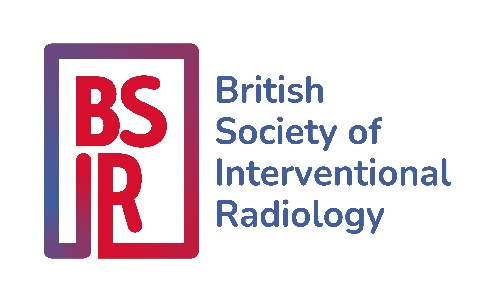 BS
IR
British
Society of
Interventional
Radiology